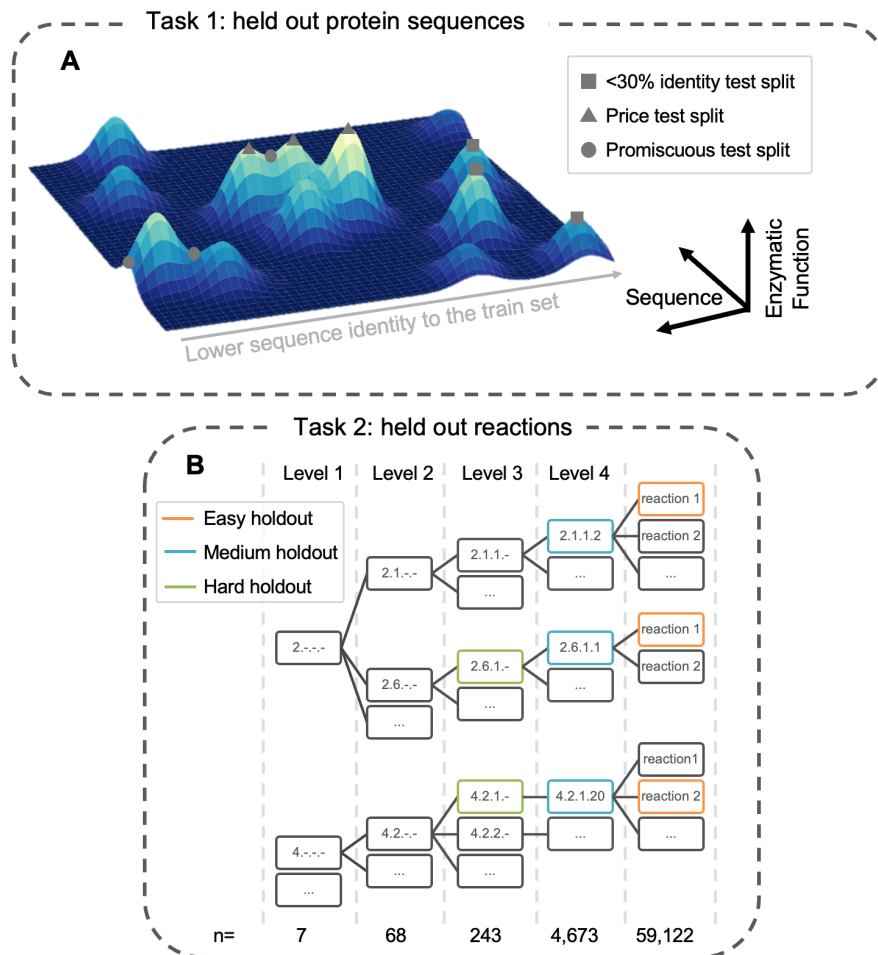 Task 1: held out protein sequences
A
<30% identity test split
Price test split
Promiscuous test split
Lower sequence identity to the train set
Sequence
Enzymatic
Function
Task 2: held out reactions
B
Level 1 Level 2 Level 3 Level 4
Easy holdout
Medium holdout
Hard holdout
reaction 1
2.1.1.2 reaction 2
2.1.1.-
2.1.-.- ... ...
...
reaction 1
2.-.-.- 2.6.1.1
2.6.1.- reaction 2
2.6.-.- ...
...
...
reaction1
4.2.1.- 4.2.1.20 reaction 2
4.2.-.- 4.2.2.- ... ...
4.-.-.-
... ...
...
n= 7 68 243 4,673 59,122